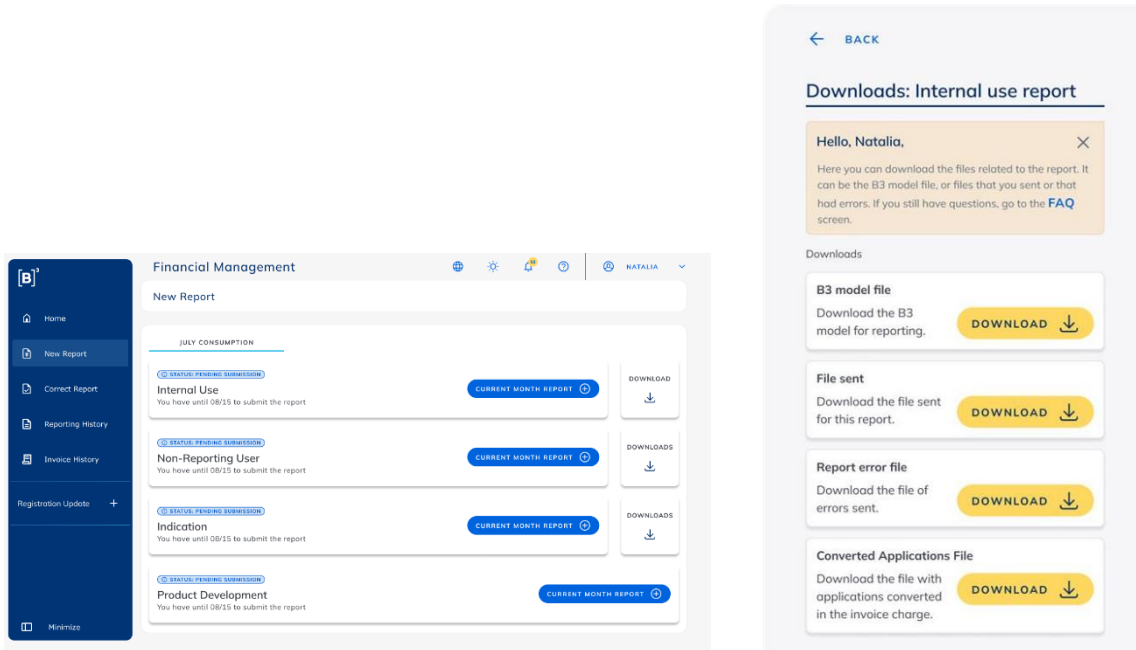 [B]³
Home
New Report
Correct Report
Reporting History
Invoice History
Registration Update +
Minimize
Financial Management
NATALIA
New Report
JULY CONSUMPTION
STATUS: PENDING SUBMISSION
Internal Use
You have until 08/15 to submit the report
CURRENT MONTH REPORT
DOWNLOAD
STATUS: PENDING SUBMISSION
Non-Reporting User
You have until 08/15 to submit the report
CURRENT MONTH REPORT
DOWNLOADS
STATUS: PENDING SUBMISSION
Indication
You have until 08/15 to submit the report
CURRENT MONTH REPORT
DOWNLOADS
STATUS: PENDING SUBMISSION
Product Development
You have until 08/15 to submit the report
CURRENT MONTH REPORT
BACK
Downloads: Internal use report
Hello, Natalia,
Here you can download the files related to the report. It
can be the B3 model file, or files that you sent or that
had errors. If you still have questions, go to the FAQ
screen.
Downloads
B3 model file
Download the B3
model for reporting.
DOWNLOAD
File sent
Download the file sent
for this report.
DOWNLOAD
Report error file
Download the file of
errors sent.
DOWNLOAD
Converted Applications File
Download the file with
applications converted
in the invoice charge.
DOWNLOAD